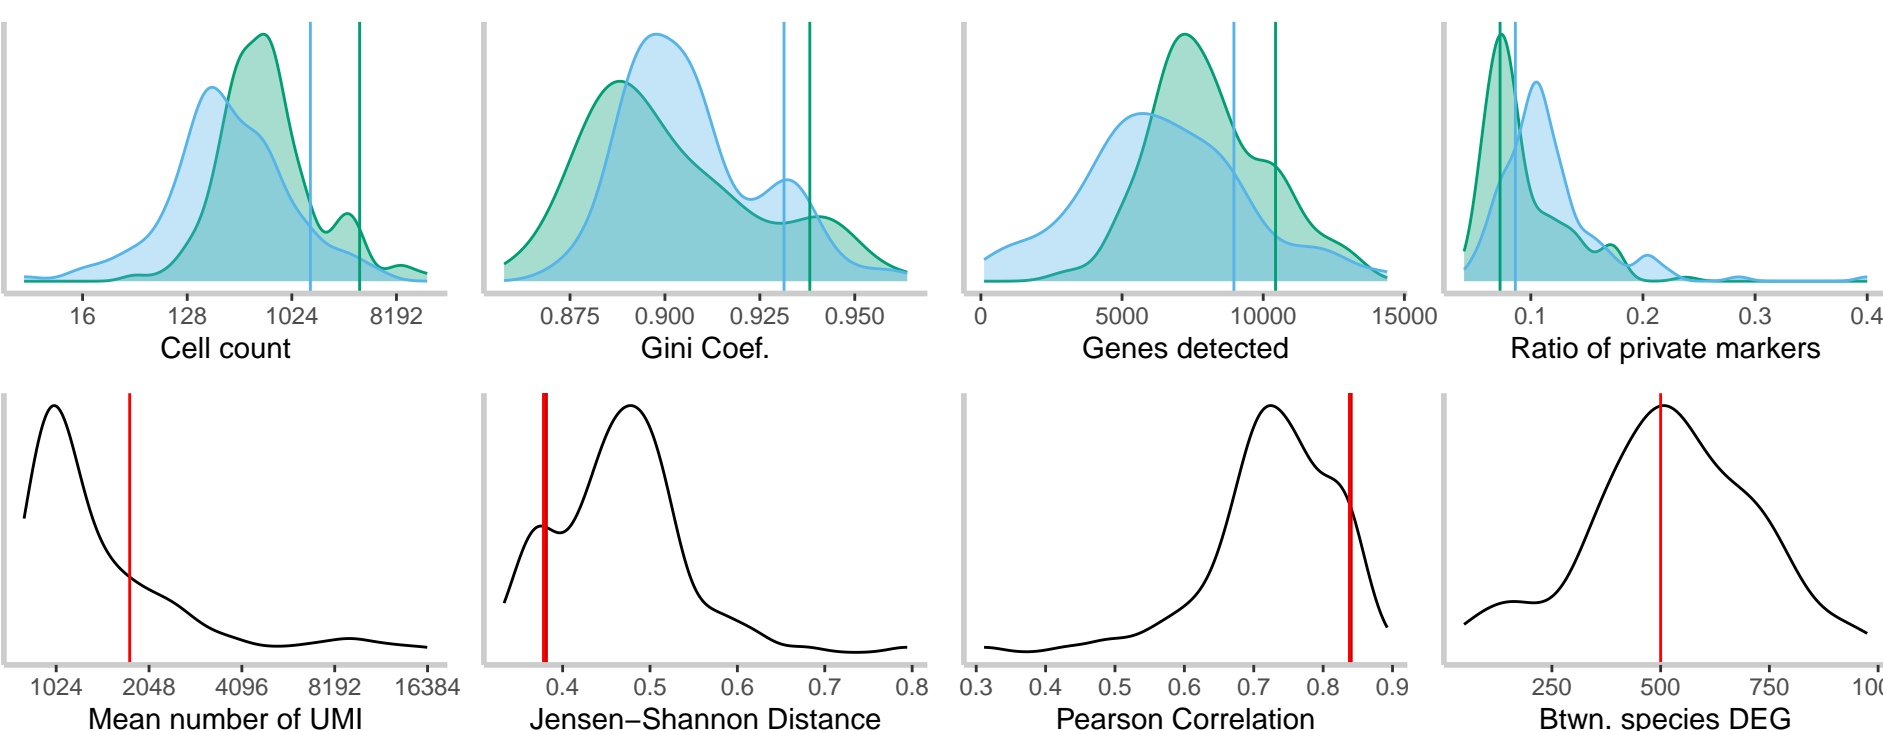 16 128 1024 8192
Cell count
0.875 0.900 0.925 0.950
Gini Coef.
0 5000 10000 15000
Genes detected
0.1 0.2 0.3 0.4
Ratio of private markers
1024 2048 4096 8192 16384
Mean number of UMI
0.4 0.5 0.6 0.7 0.8
Jensen−Shannon Distance
0.3 0.4 0.5 0.6 0.7 0.8 0.9
Pearson Correlation
250 500 750
Btwn. species DEG